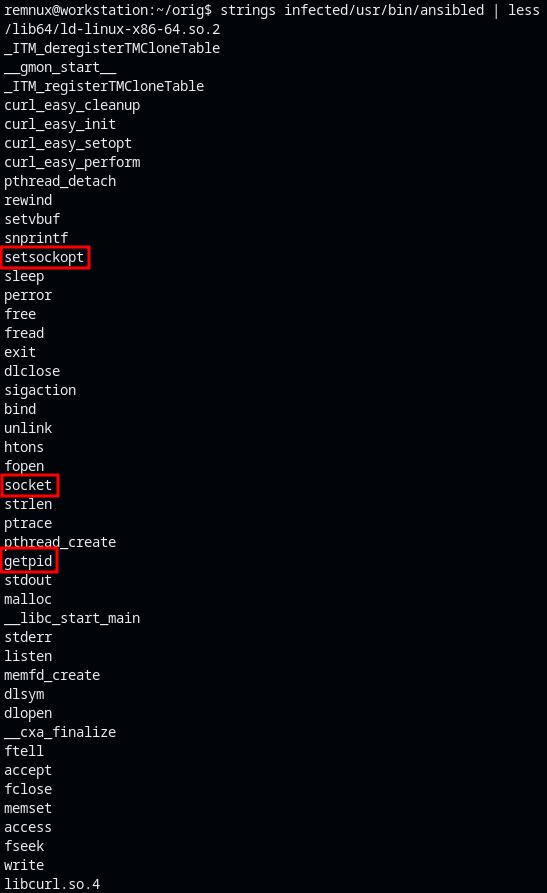 remnux@workstation:~/orig$ strings infected/usr/bin/ansibled | less
/lib64/ld-linux-x86-64.so.2
_ITM_deregisterTMCloneTable
__gmon_start__
_ITM_registerTMCloneTable
curl_easy_cleanup
curl_easy_init
curl_easy_setopt
curl_easy_perform
pthread_detach
rewind
setvbuf
snprintf
setsockopt
sleep
perror
free
fread
exit
dlclose
sigaction
bind
unlink
htons
fopen
socket
strlen
ptrace
pthread_create
getpid
stdout
malloc
__libc_start_main
stderr
listen
memfd_create
dlsym
dlopen
__cxa_finalize
ftell
accept
fclose
memset
access
fseek
write
libcurl.so.4